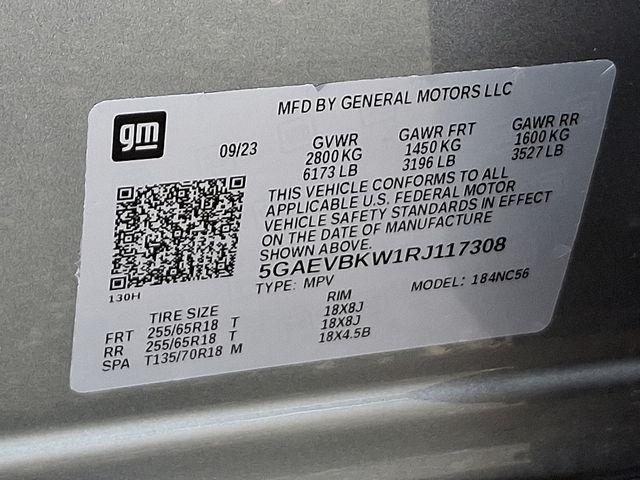 MFD BY GENERAL MOTORS LLC
gm
09/23 GVWR GAWR FRT GAWR RR
2800 KG 1450 KG 1600 KG
6173 LB 3196 LB 3527 LB
THIS VEHICLE CONFORMS TO ALL
APPLICABLE U.S. FEDERAL MOTOR
VEHICLE SAFETY STANDARDS IN EFFECT
ON THE DATE OF MANUFACTURE
SHOWN ABOVE.
5GAEVBKW1RJ117308
TYPE: MPV MODEL: 184NC56
130H
TIRE SIZE RIM
FRT 255/65R18 T 18X8J
RR 255/65R18 T 18X8J
SPA T135/70R18 M 18X4.5B